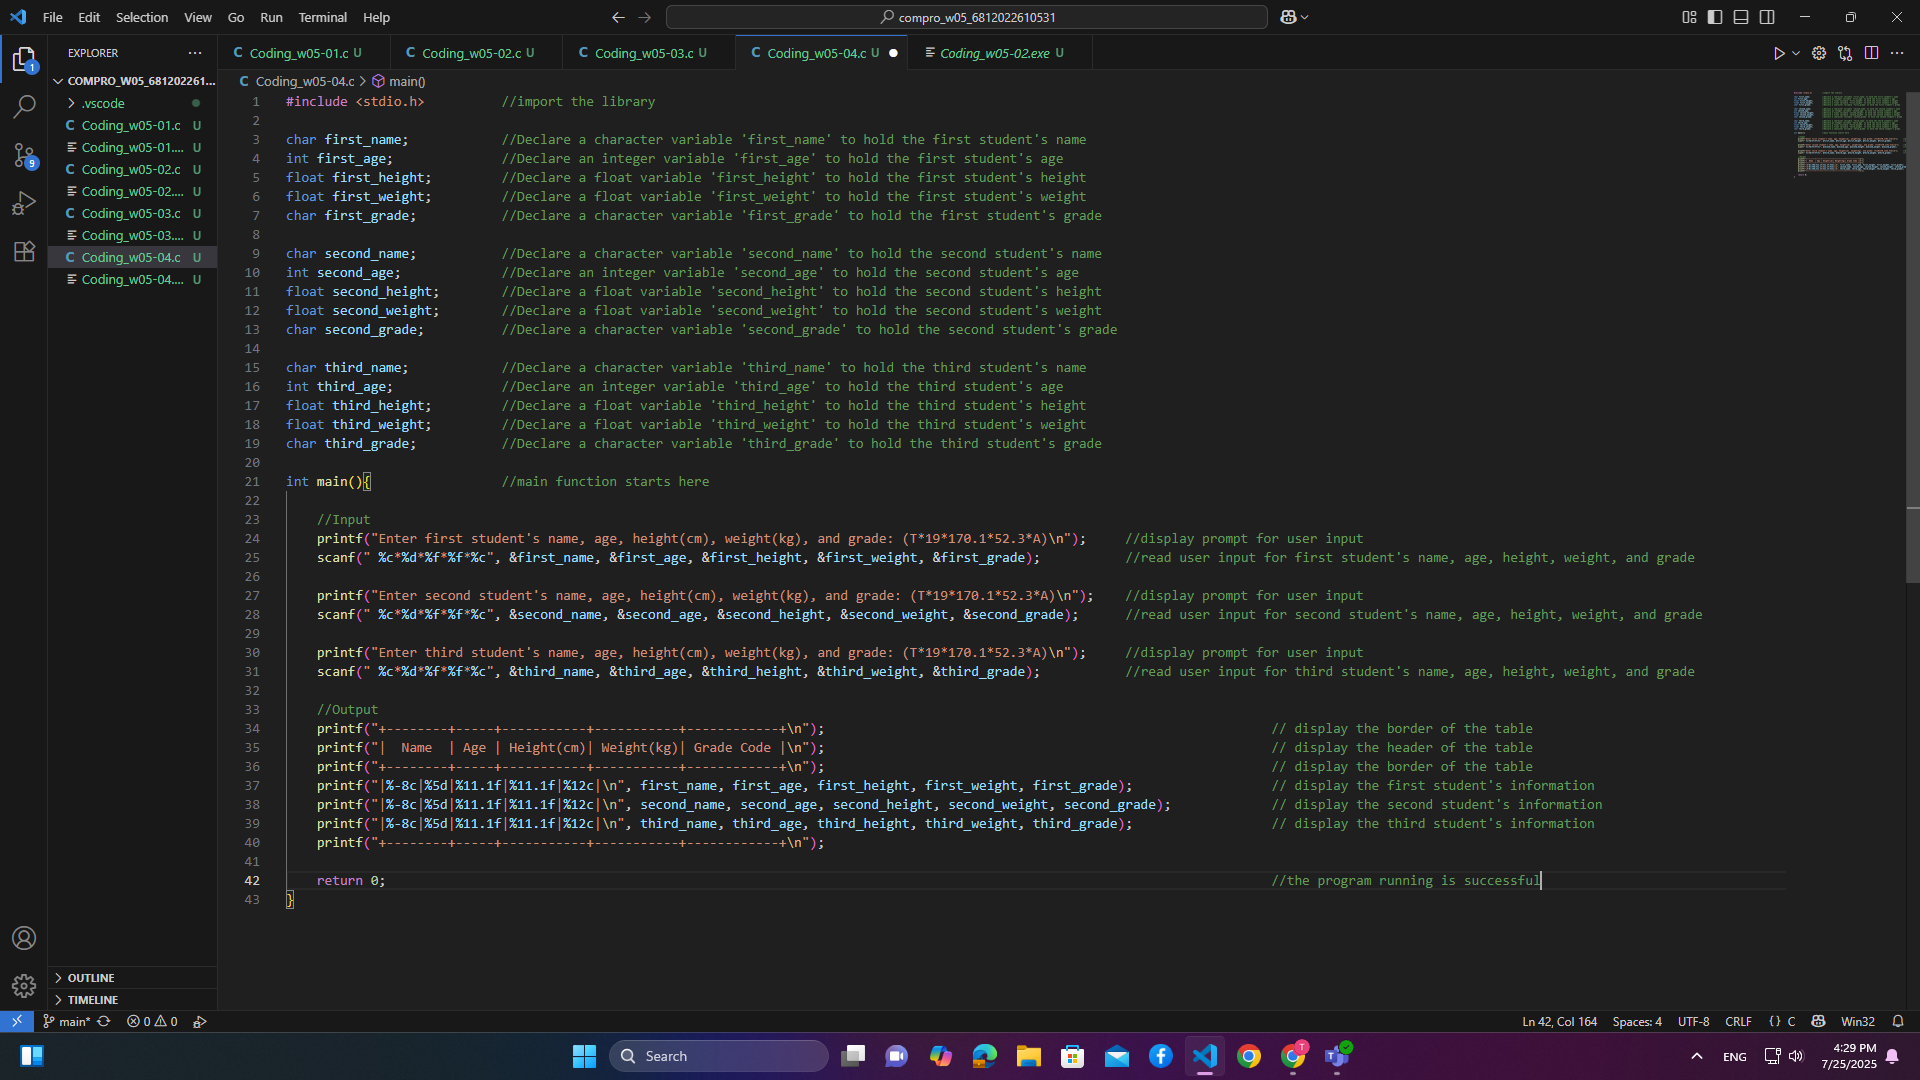 File Edit Selection View Go Run Terminal Help
compro_w05_6812022610531
EXPLORER
COMPRO_W05_681202261...
.vscode
Coding_w05-01.c U
Coding_w05-01.... U
Coding_w05-02.c U
Coding_w05-02.... U
Coding_w05-03.c U
Coding_w05-03.... U
Coding_w05-04.c U
Coding_w05-04.... U
OUTLINE
TIMELINE
1
9
Coding_w05-01.c U Coding_w05-02.c U Coding_w05-03.c U Coding_w05-04.c U Coding_w05-02.exe U
Coding_w05-04.c > main()
1 #include <stdio.h> //import the library
2
3 char first_name; //Declare a character variable 'first_name' to hold the first student's name
4 int first_age; //Declare an integer variable 'first_age' to hold the first student's age
5 float first_height; //Declare a float variable 'first_height' to hold the first student's height
6 float first_weight; //Declare a float variable 'first_weight' to hold the first student's weight
7 char first_grade; //Declare a character variable 'first_grade' to hold the first student's grade
8
9 char second_name; //Declare a character variable 'second_name' to hold the second student's name
10 int second_age; //Declare an integer variable 'second_age' to hold the second student's age
11 float second_height; //Declare a float variable 'second_height' to hold the second student's height
12 float second_weight; //Declare a float variable 'second_weight' to hold the second student's weight
13 char second_grade; //Declare a character variable 'second_grade' to hold the second student's grade
14
15 char third_name; //Declare a character variable 'third_name' to hold the third student's name
16 int third_age; //Declare an integer variable 'third_age' to hold the third student's age
17 float third_height; //Declare a float variable 'third_height' to hold the third student's height
18 float third_weight; //Declare a float variable 'third_weight' to hold the third student's weight
19 char third_grade; //Declare a character variable 'third_grade' to hold the third student's grade
20
21 int main(){ //main function starts here
22
23 //Input
24 printf("Enter first student's name, age, height(cm), weight(kg), and grade: (T*19*170.1*52.3*A)\n"); //display prompt for user input
25 scanf(" %c*%d*%f*%f*%c", &first_name, &first_age, &first_height, &first_weight, &first_grade); //read user input for first student's name, age, height, weight, and grade
26
27 printf("Enter second student's name, age, height(cm), weight(kg), and grade: (T*19*170.1*52.3*A)\n"); //display prompt for user input
28 scanf(" %c*%d*%f*%f*%c", &second_name, &second_age, &second_height, &second_weight, &second_grade); //read user input for second student's name, age, height, weight, and grade
29
30 printf("Enter third student's name, age, height(cm), weight(kg), and grade: (T*19*170.1*52.3*A)\n"); //display prompt for user input
31 scanf(" %c*%d*%f*%f*%c", &third_name, &third_age, &third_height, &third_weight, &third_grade); //read user input for third student's name, age, height, weight, and grade
32
33 //Output
34 printf("+--------+-----+-----------+-----------+------------+\n"); // display the border of the table
35 printf("|  Name  | Age | Height(cm)| Weight(kg)| Grade Code |\n"); // display the header of the table
36 printf("+--------+-----+-----------+-----------+------------+\n"); // display the border of the table
37 printf("|%-8c|%5d|%11.1f|%11.1f|%12c|\n", first_name, first_age, first_height, first_weight, first_grade); // display the first student's information
38 printf("|%-8c|%5d|%11.1f|%11.1f|%12c|\n", second_name, second_age, second_height, second_weight, second_grade); // display the second student's information
39 printf("|%-8c|%5d|%11.1f|%11.1f|%12c|\n", third_name, third_age, third_height, third_weight, third_grade); // display the third student's information
40 printf("+--------+-----+-----------+-----------+------------+\n");
41
42 return 0; //the program running is successful
43 }
main* 0 0 Ln 42, Col 164 Spaces: 4 UTF-8 CRLF {} C Win32
Search
ENG
4:29 PM
7/25/2025